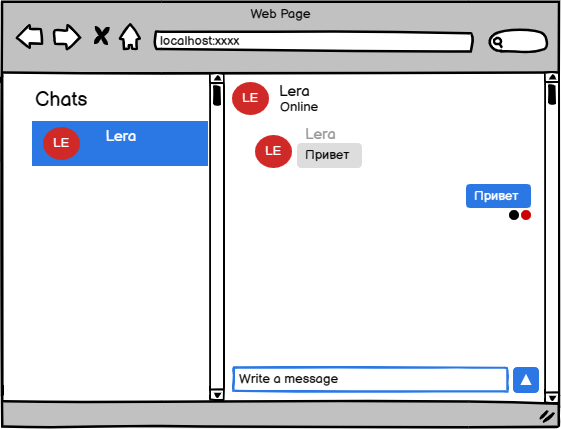 Web Page
localhost:xxxx
Chats
LE
Lera
LE
Lera
Online
LE
Lera
Привет
Привет
Write a message